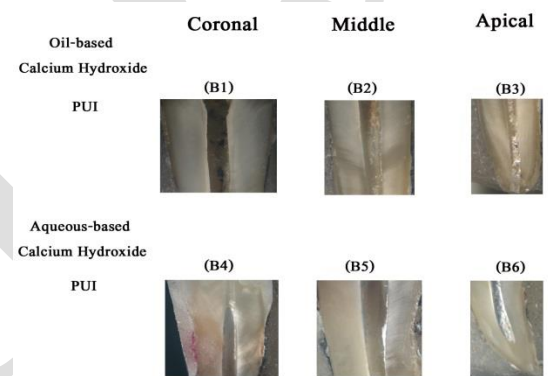 Coronal Middle Apical
Oil-based
Calcium Hydroxide
PUI
(B1) (B2) (B3)
Aqueous-based
Calcium Hydroxide
PUI
(B4) (B5) (B6)